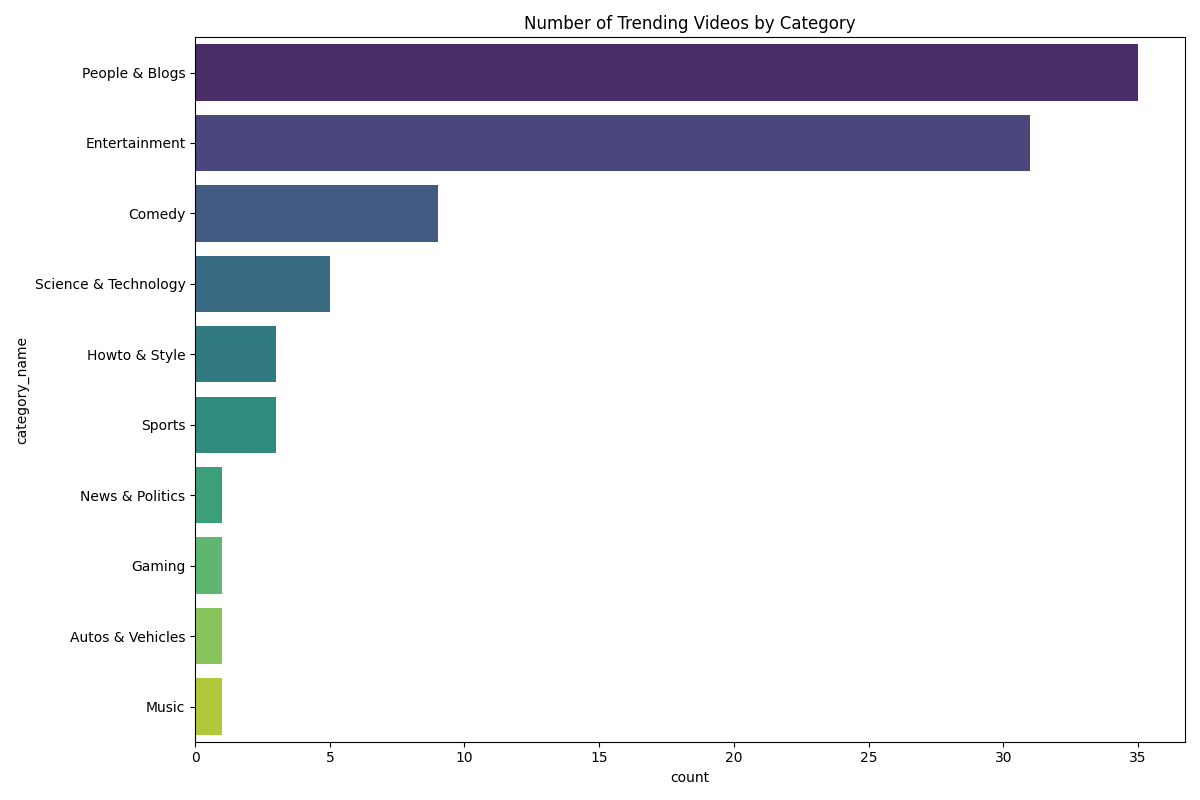 Number of Trending Videos by Category
People & Blogs
Entertainment
Comedy
Science & Technology
Howto & Style
Sports
News & Politics
Gaming
Autos & Vehicles
Music
category_name
0 5 10 15 20 25 30 35
count